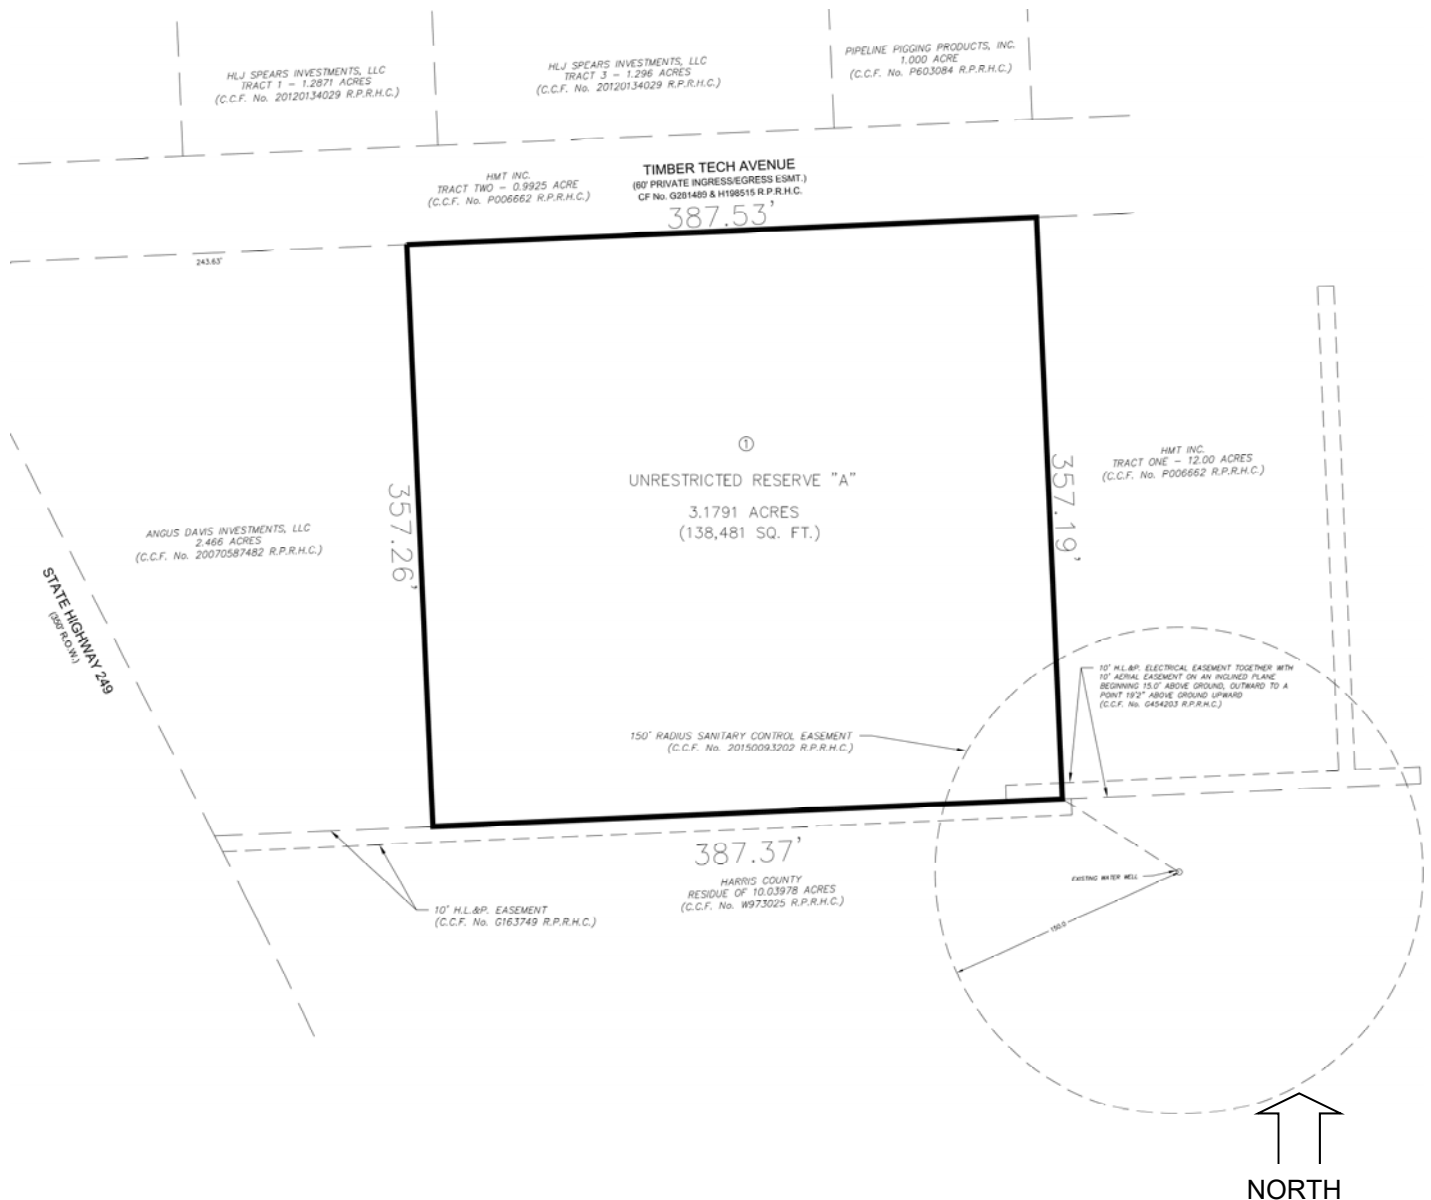 HLJ SPEARS INVESTMENTS, LLC
TRACT 1 - 1.2871 ACRES
(C.C.F. No. 20120134029 R.P.R.H.C.)
HLJ SPEARS INVESTMENTS, LLC
TRACT 3 - 1.296 ACRES
(C.C.F. No. 20120134029 R.P.R.H.C.)
PIPELINE PIGGING PRODUCTS, INC.
1.000 ACRE
(C.C.F. No. P603084 R.P.R.H.C.)
HMT INC.
TRACT TWO - 0.9925 ACRE
(C.C.F. No. P006662 R.P.R.H.C.)
TIMBER TECH AVENUE
(60' PRIVATE INGRESS/EGRESS ESMT.)
CF No. G281489 & H198515 R.P.R.H.C.
387.53'
243.63'
1
UNRESTRICTED RESERVE "A"
3.1791 ACRES
(138,481 SQ. FT.)
357.26'
357.19'
HMT INC.
TRACT ONE - 12.00 ACRES
(C.C.F. No. P006662 R.P.R.H.C.)
ANGUS DAVIS INVESTMENTS, LLC
2.466 ACRES
(C.C.F. No. 20070587482 R.P.R.H.C.)
STATE HIGHWAY 249
(350' R.O.W.)
10' H.L.&P. ELECTRICAL EASEMENT TOGETHER WITH
10' AERIAL EASEMENT ON AN INCLINED PLANE
BEGINNING 15.0' ABOVE GROUND, OUTWARD TO A
POINT 19'2" ABOVE GROUND UPWARD
(C.C.F. No. G454203 R.P.R.H.C.)
150' RADIUS SANITARY CONTROL EASEMENT
(C.C.F. No. 20150093202 R.P.R.H.C.)
387.37'
HARRIS COUNTY
RESIDUE OF 10.03978 ACRES
(C.C.F. No. W973025 R.P.R.H.C.)
EXISTING WATER WELL
150.0
10' H.L.&P. EASEMENT
(C.C.F. No. G163749 R.P.R.H.C.)
NORTH